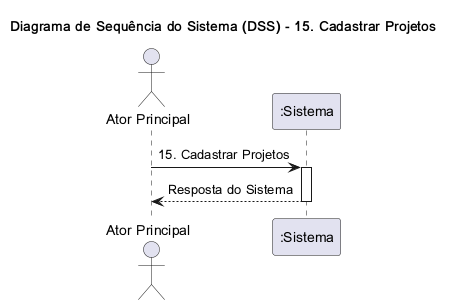 Diagrama de Sequência do Sistema (DSS) - 15. Cadastrar Projetos
Ator Principal
:Sistema
15. Cadastrar Projetos
Resposta do Sistema
Ator Principal
:Sistema